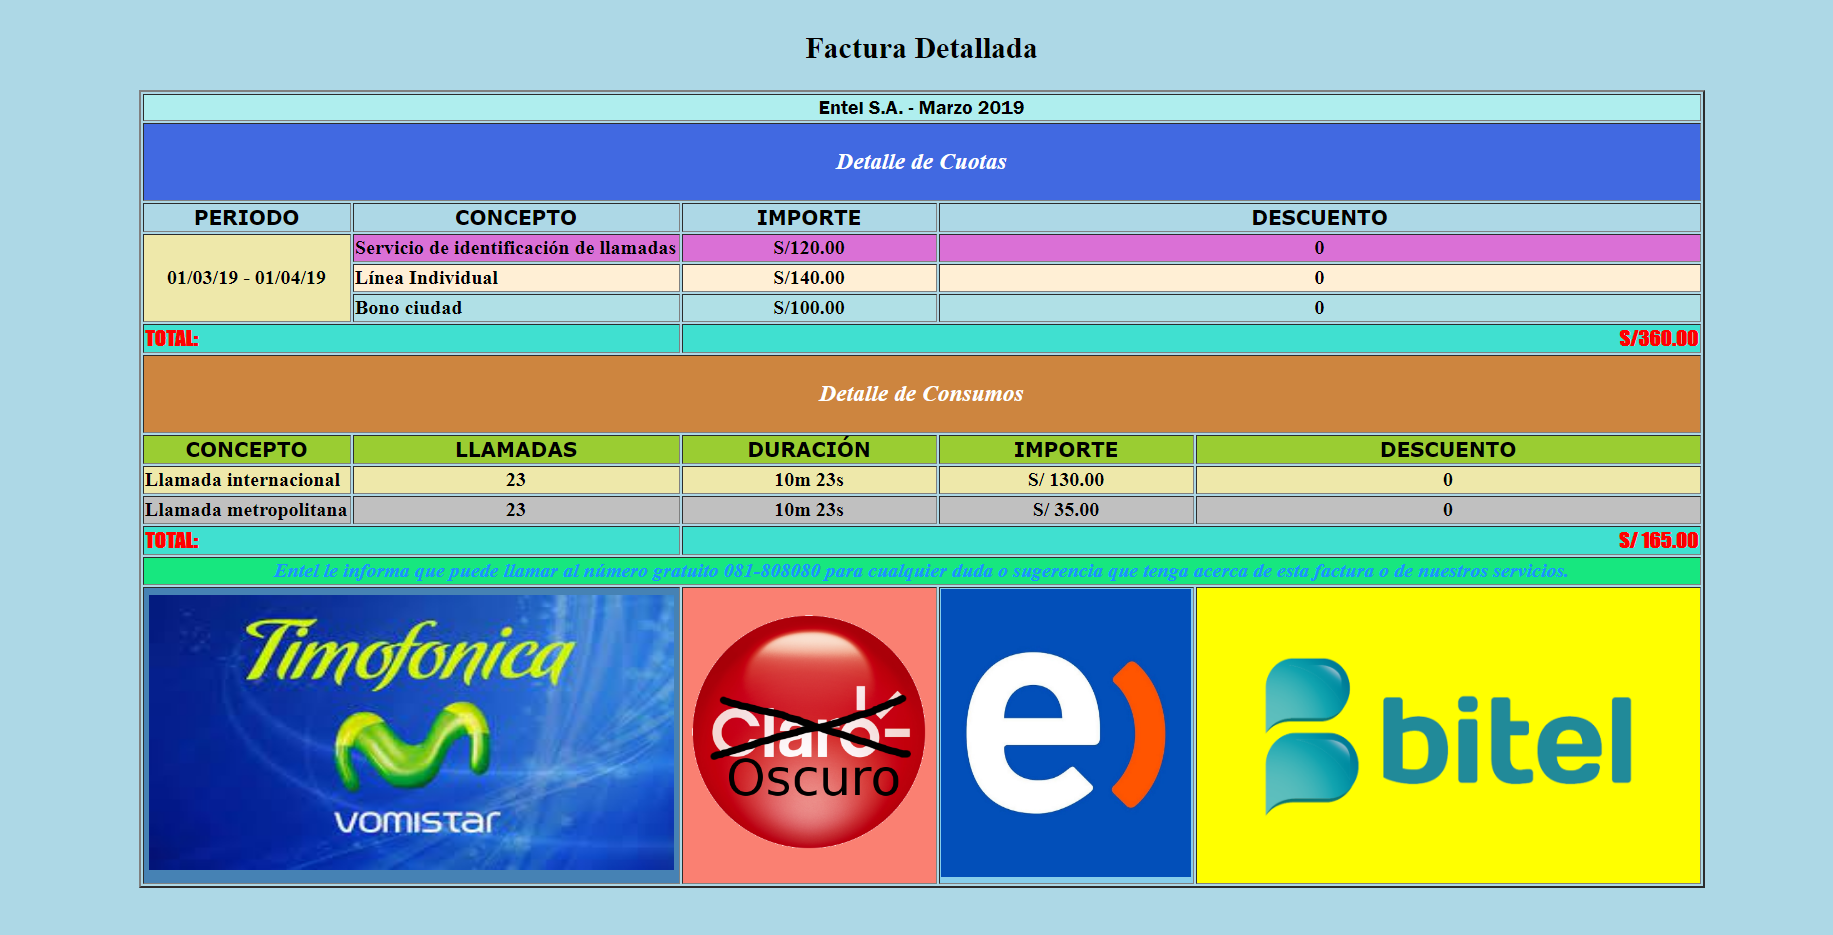 Factura Detallada
Entel S.A. - Marzo 2019
Detalle de Cuotas
PERIODO CONCEPTO IMPORTE DESCUENTO
01/03/19 - 01/04/19 Servicio de identificación de llamadas S/120.00 0
Línea Individual S/140.00 0
Bono ciudad S/100.00 0
TOTAL: S/360.00
Detalle de Consumos
CONCEPTO LLAMADAS DURACIÓN IMPORTE DESCUENTO
Llamada internacional 23 10m 23s S/ 130.00 0
Llamada metropolitana 23 10m 23s S/ 35.00 0
TOTAL: S/ 165.00
Entel le informa que puede llamar al número gratuito 081-808080 para cualquier duda o sugerencia que tenga acerca de esta factura o de nuestros servicios.
Timofonica
vomistar
Claro
Oscuro
e)
bitel